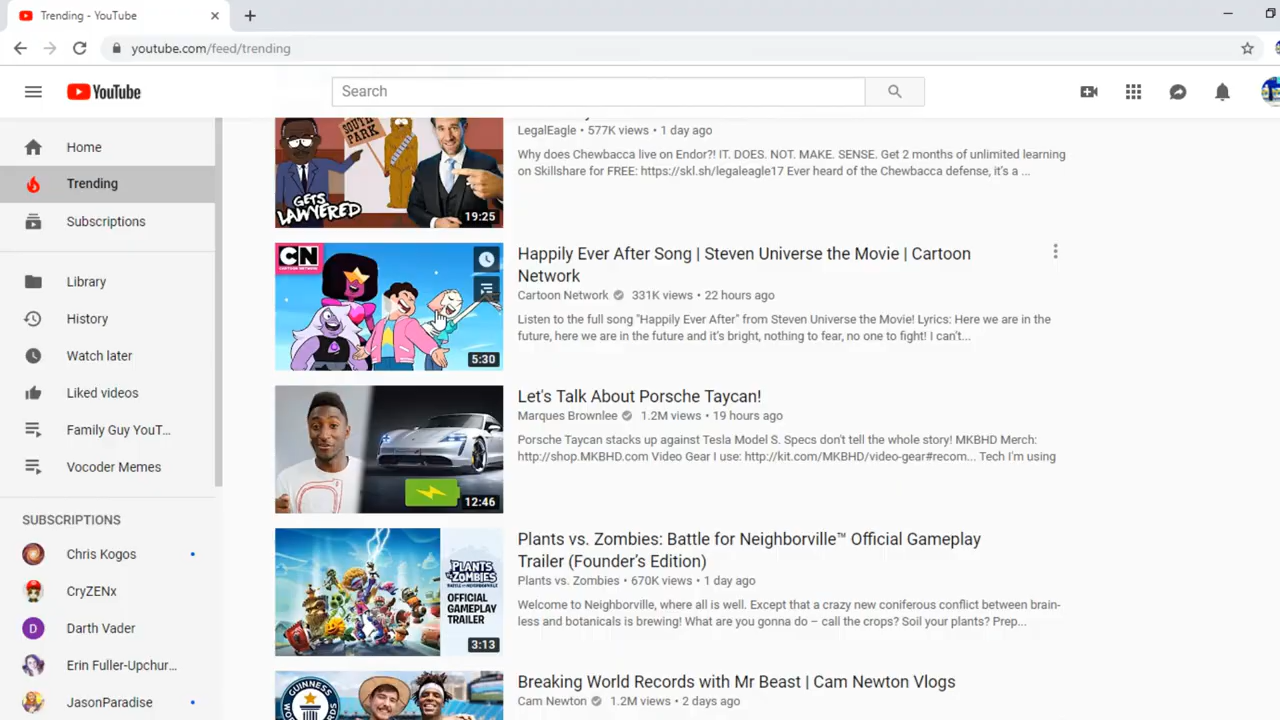 Trending - YouTube
youtube.com/feed/trending
YouTube
Search
Home
Trending
Subscriptions
Library
History
Watch later
Liked videos
Family Guy YouT...
Vocoder Memes
SUBSCRIPTIONS
Chris Kogos
CryZENx
D
Darth Vader
Erin Fuller-Upchur...
JasonParadise
SOUTH
PARK
GETS
LAWYERED
19:25
LegalEagle • 577K views • 1 day ago
Why does Chewbacca live on Endor?! IT. DOES. NOT. MAKE. SENSE. Get 2 months of unlimited learning
on Skillshare for FREE: https://skl.sh/legaleagle17 Ever heard of the Chewbacca defense, it's a ...
CN
CARTOON NETWORK
5:30
Happily Ever After Song | Steven Universe the Movie | Cartoon
Network
Cartoon Network 331K views • 22 hours ago
Listen to the full song "Happily Ever After" from Steven Universe the Movie! Lyrics: Here we are in the
future, here we are in the future and it's bright, nothing to fear, no one to fight! I can't...
12:46
Let's Talk About Porsche Taycan!
Marques Brownlee 1.2M views • 19 hours ago
Porsche Taycan stacks up against Tesla Model S. Specs don't tell the whole story! MKBHD Merch:
http://shop.MKBHD.com Video Gear I use: http://kit.com/MKBHD/video-gear#recom... Tech I'm using
PLANTS
ZOMBIES
OFFICIAL
GAMEPLAY
TRAILER
3:13
Plants vs. Zombies: Battle for Neighborville™ Official Gameplay
Trailer (Founder's Edition)
Plants vs. Zombies • 670K views • 1 day ago
Welcome to Neighborville, where all is well. Except that a crazy new coniferous conflict between brain-
less and botanicals is brewing! What are you gonna do – call the crops? Soil your plants? Prep...
GUINNESS
WORLD
Breaking World Records with Mr Beast | Cam Newton Vlogs
Cam Newton 1.2M views • 2 days ago